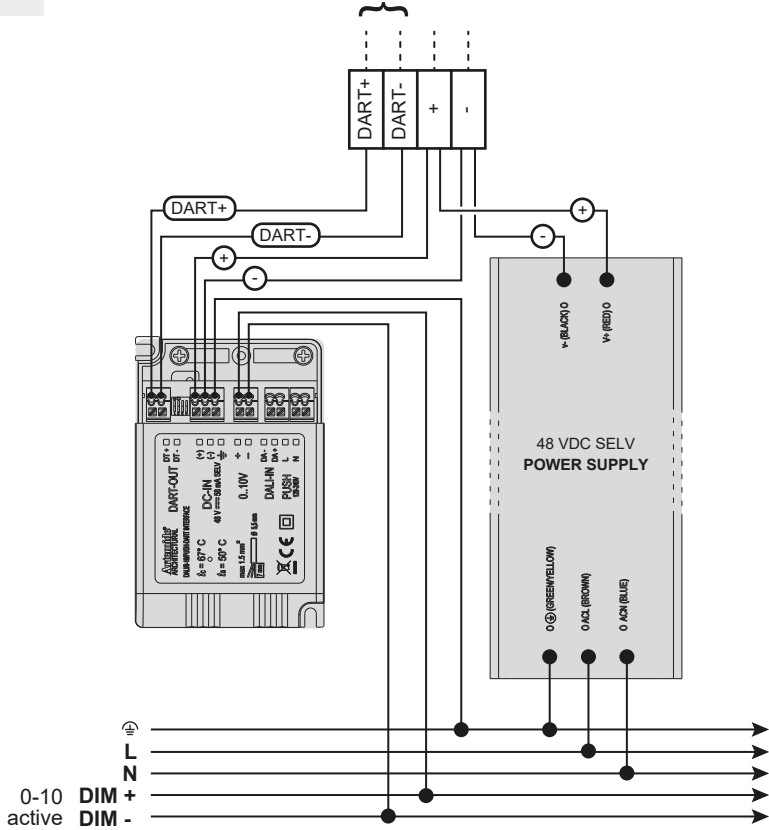 DART+
DART-
+
-
DART+
DART-
+
-
+
-
V- (BLACK)
V+ (RED)
48 VDC SELV
POWER SUPPLY
(GREEN/YELLOW)
ACL (BROWN)
ACN (BLUE)
DT +
DT -
DART-OUT
(+)
(-)
DC-IN
48 V 58 mA SELV
+
-
0..10V
DA -
DA +
DALI-IN
L
N
PUSH
Artemide
ARCHITECTURAL
tc = 67° C
ta = 50° C
max 1.5 mm²
CE
L
N
0-10 DIM +
active DIM -